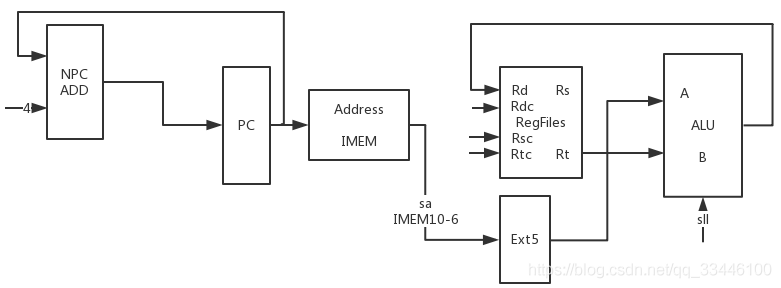 NPC
ADD
4
PC
Address
IMEM
sa
IMEM10-6
Rd Rs
Rdc
RegFiles
Rsc
Rtc Rt
Ext5
A
ALU
B
sll
https://blog.csdn.net/qq_33446100